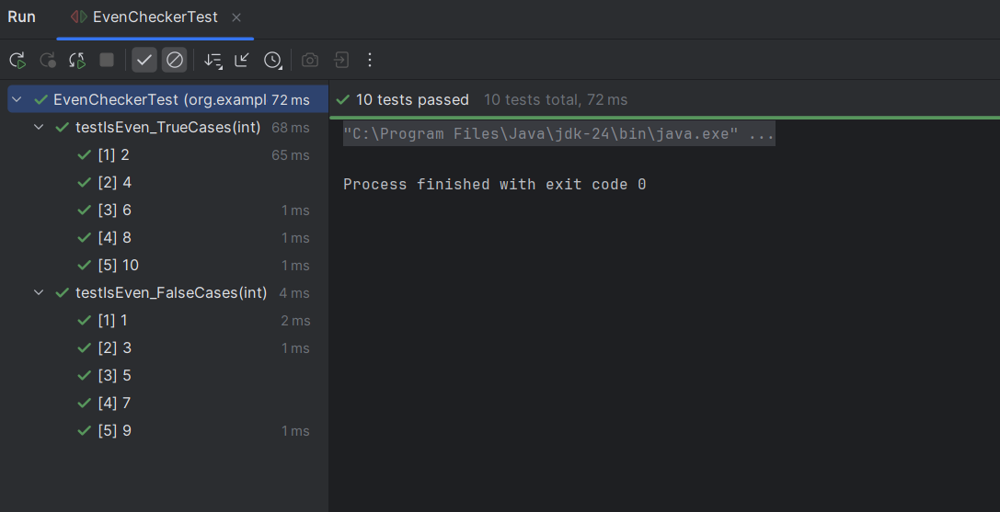 Run EvenCheckerTest
EvenCheckerTest (org.exampl 72 ms
testIsEven_TrueCases(int) 68 ms
[1] 2 65 ms
[2] 4
[3] 6 1 ms
[4] 8 1 ms
[5] 10 1 ms
testIsEven_FalseCases(int) 4 ms
[1] 1 2 ms
[2] 3 1 ms
[3] 5
[4] 7
[5] 9 1 ms
10 tests passed 10 tests total, 72 ms
"C:\Program Files\Java\jdk-24\bin\java.exe" ...
Process finished with exit code 0